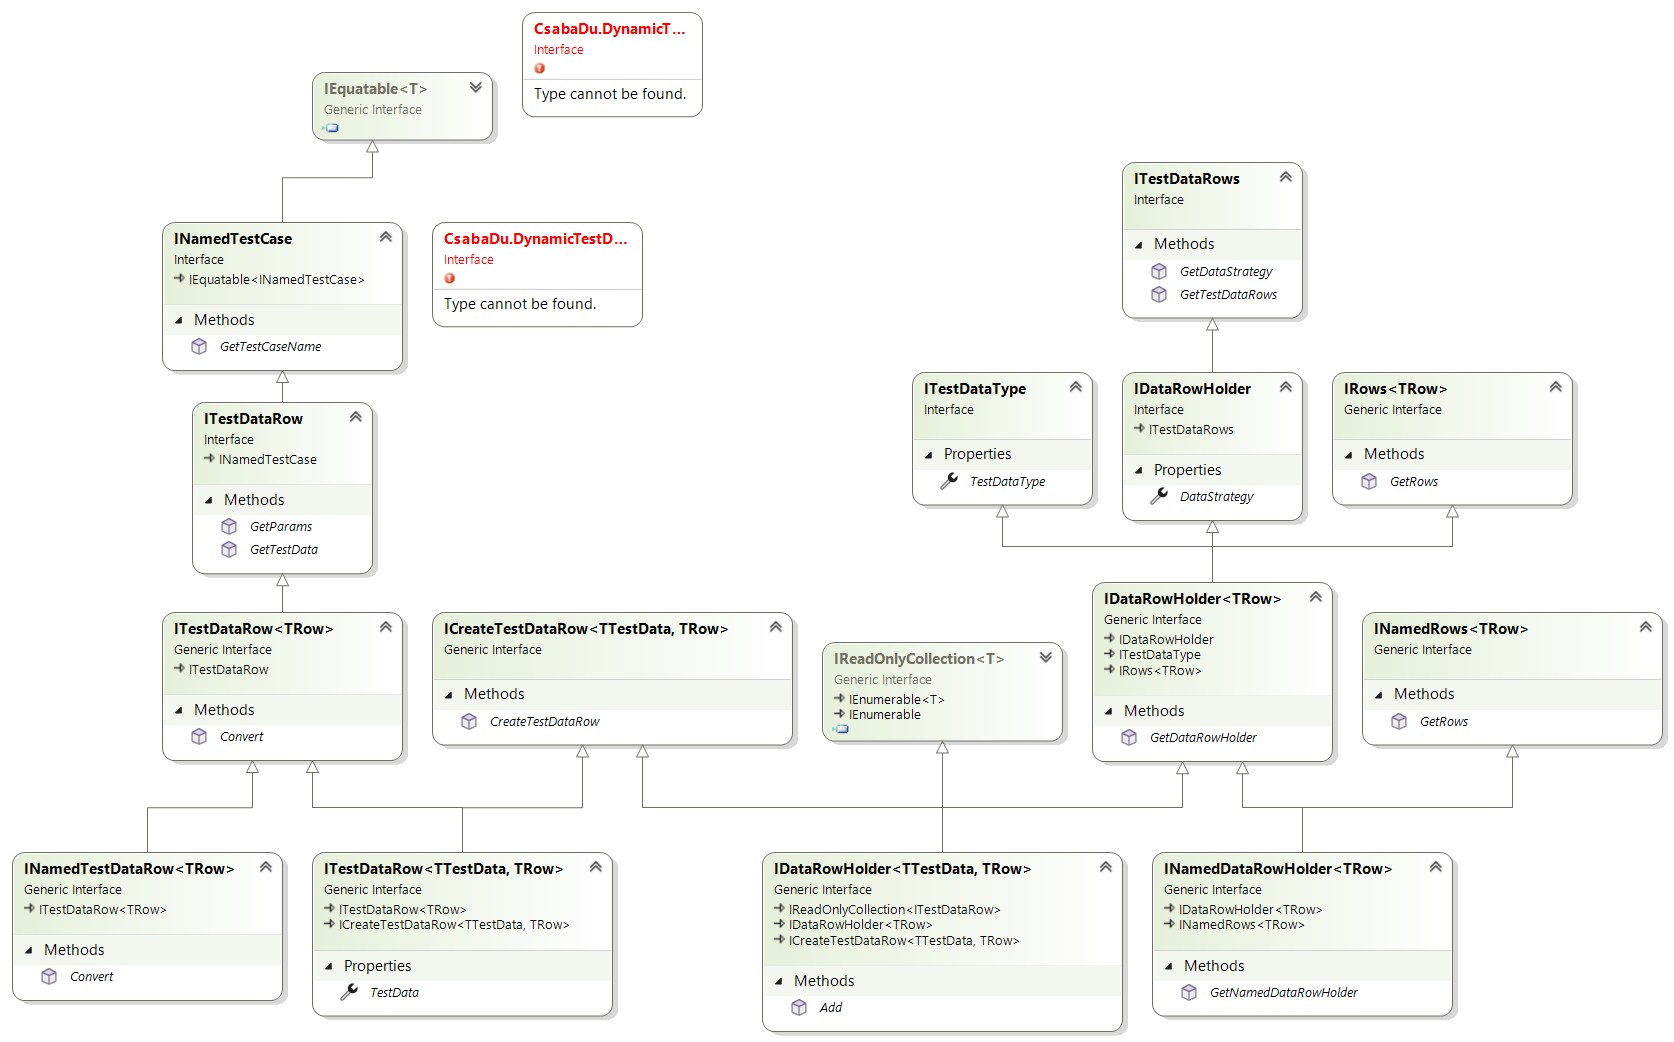 CsabaDu.DynamicT...
Interface
Type cannot be found.
IEquatable<T>
Generic Interface
ITestDataRows
Interface
Methods
GetDataStrategy
GetTestDataRows
INamedTestCase
Interface
IEquatable<INamedTestCase>
Methods
GetTestCaseName
CsabaDu.DynamicTestD...
Interface
Type cannot be found.
ITestDataRow
Interface
INamedTestCase
Methods
GetParams
GetTestData
ITestDataType
Interface
Properties
TestDataType
IDataRowHolder
Interface
ITestDataRows
Properties
DataStrategy
IRows<TRow>
Generic Interface
Methods
GetRows
ITestDataRow<TRow>
Generic Interface
ITestDataRow
Methods
Convert
ICreateTestDataRow<TTestData, TRow>
Generic Interface
Methods
CreateTestDataRow
IReadOnlyCollection<T>
Generic Interface
IEnumerable<T>
IEnumerable
IDataRowHolder<TRow>
Generic Interface
IDataRowHolder
ITestDataType
IRows<TRow>
Methods
GetDataRowHolder
INamedRows<TRow>
Generic Interface
Methods
GetRows
INamedTestDataRow<TRow>
Generic Interface
ITestDataRow<TRow>
Methods
Convert
ITestDataRow<TTestData, TRow>
Generic Interface
ITestDataRow<TRow>
ICreateTestDataRow<TTestData, TRow>
Properties
TestData
IDataRowHolder<TTestData, TRow>
Generic Interface
IReadOnlyCollection<ITestDataRow>
IDataRowHolder<TRow>
ICreateTestDataRow<TTestData, TRow>
Methods
Add
INamedDataRowHolder<TRow>
Generic Interface
IDataRowHolder<TRow>
INamedRows<TRow>
Methods
GetNamedDataRowHolder